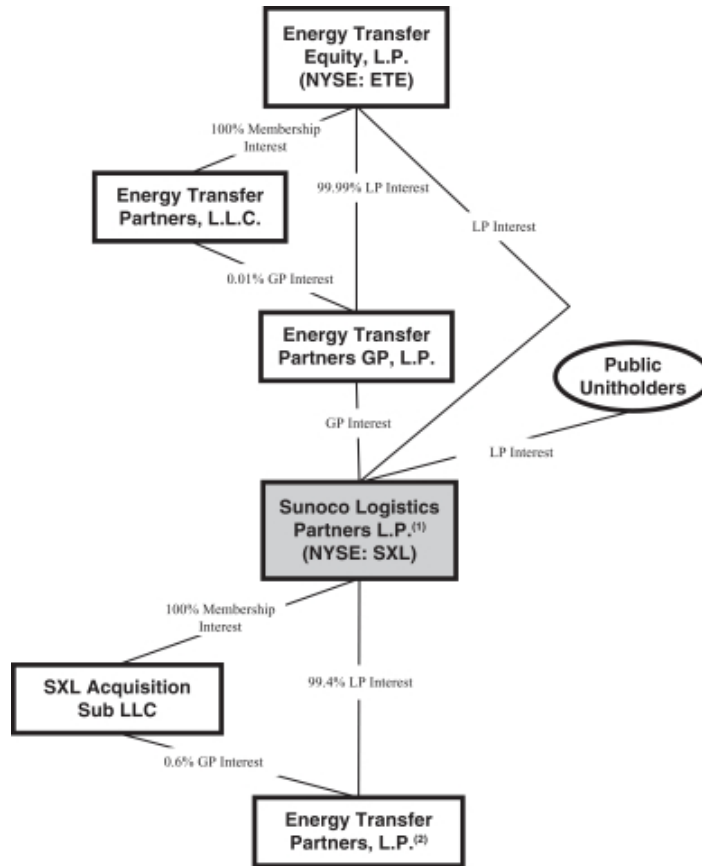 Energy Transfer
Equity, L.P.
(NYSE: ETE)
100% Membership
Interest
99.99% LP Interest
Energy Transfer
Partners, L.L.C.
LP Interest
0.01% GP Interest
Energy Transfer
Partners GP, L.P.
Public
Unitholders
GP Interest
LP Interest
Sunoco Logistics
Partners L.P.(1)
(NYSE: SXL)
100% Membership
Interest
SXL Acquisition
Sub LLC
99.4% LP Interest
0.6% GP Interest
Energy Transfer
Partners, L.P.(2)